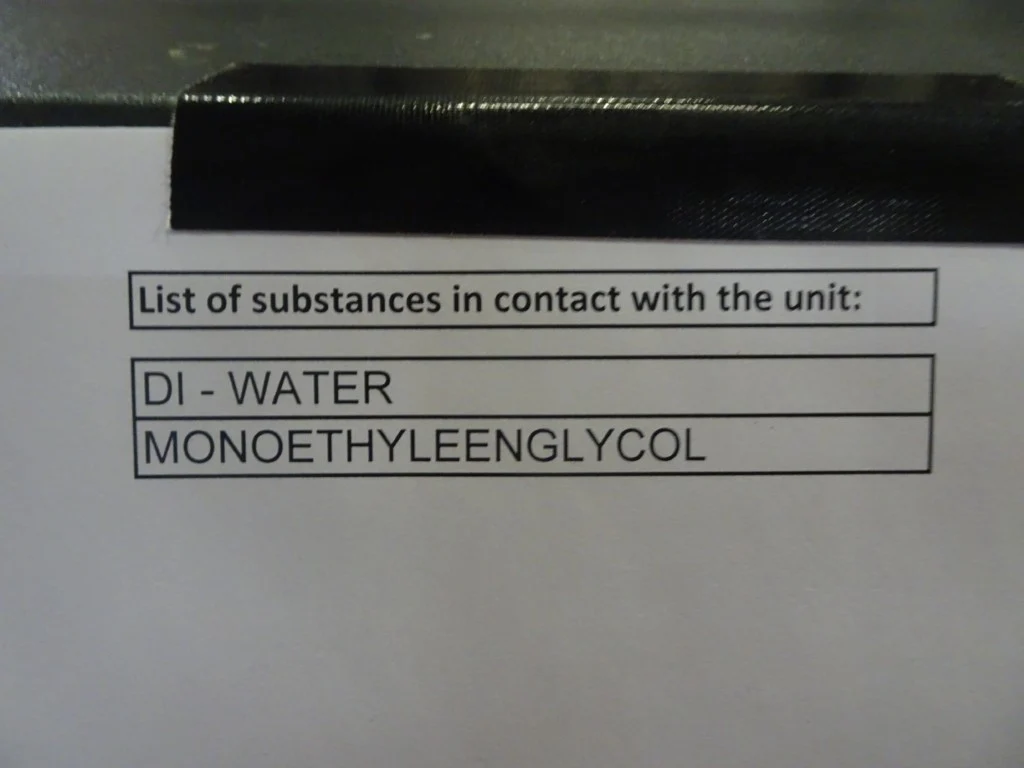 List of substances in contact with the unit:
DI - WATER
MONOETHYLEENGLYCOL